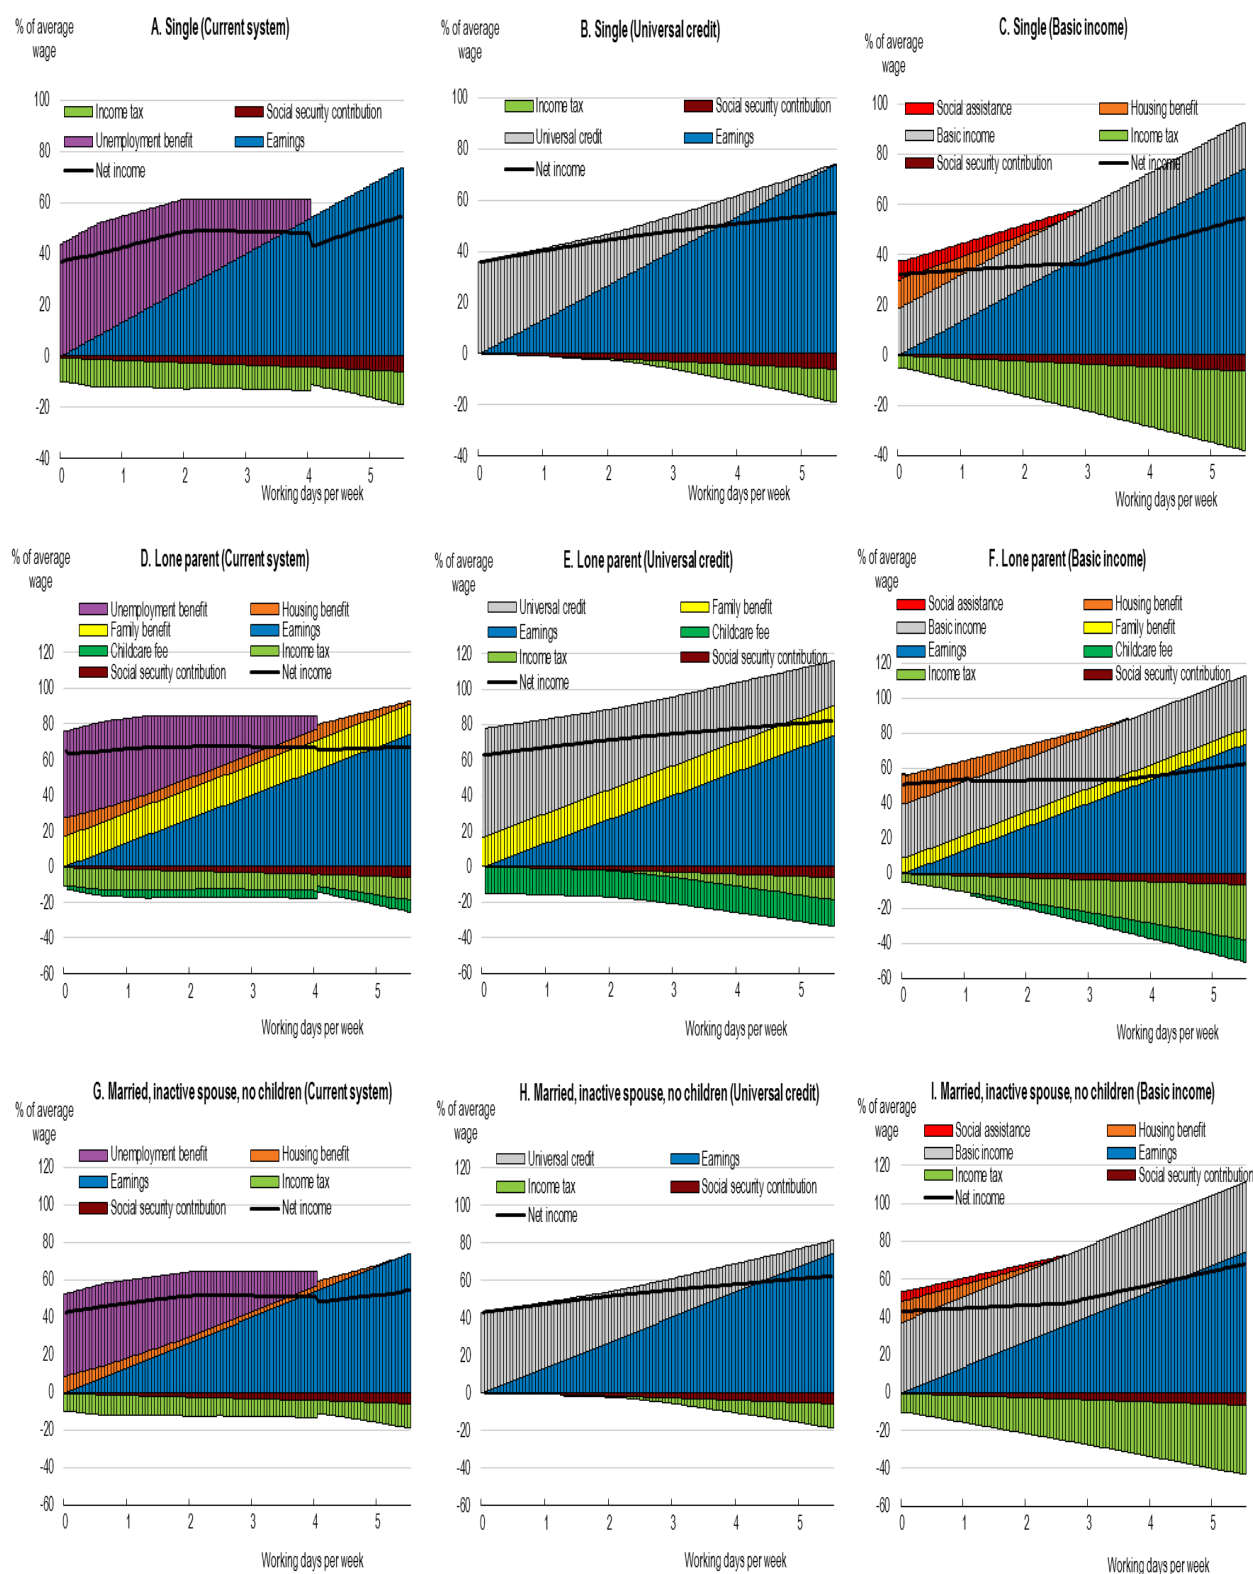 % of average
wage
A. Single (Current system)
Income tax
Social security contribution
Unemployment benefit
Earnings
Net income
100
80
60
40
20
0
-20
-40
0 1 2 3 4 5
Working days per week
% of average
wage
B. Single (Universal credit)
Income tax
Social security contribution
Universal credit
Earnings
Net income
100
80
60
40
20
0
-20
-40
0 1 2 3 4 5
Working days per week
% of average
wage
C. Single (Basic income)
Social assistance
Housing benefit
Basic income
Income tax
Social security contribution
Net income
100
80
60
40
20
0
-20
-40
0 1 2 3 4 5
Working days per week
% of average
wage
D. Lone parent (Current system)
Unemployment benefit
Housing benefit
Family benefit
Earnings
Childcare fee
Income tax
Social security contribution
Net income
120
100
80
60
40
20
0
-20
-40
-60
0 1 2 3 4 5
Working days per week
% of average
wage
E. Lone parent (Universal credit)
Universal credit
Family benefit
Earnings
Childcare fee
Income tax
Social security contribution
Net income
120
100
80
60
40
20
0
-20
-40
-60
0 1 2 3 4 5
Working days per week
% of average
wage
F. Lone parent (Basic income)
Social assistance
Housing benefit
Basic income
Family benefit
Earnings
Childcare fee
Income tax
Social security contribution
120
100
80
60
40
20
0
-20
-40
-60
0 1 2 3 4 5
Working days per week
% of average
wage
G. Married, inactive spouse, no children (Current system)
Unemployment benefit
Housing benefit
Earnings
Income tax
Social security contribution
Net income
120
100
80
60
40
20
0
-20
-40
-60
0 1 2 3 4 5
Working days per week
% of average
wage
H. Married, inactive spouse, no children (Universal credit)
Universal credit
Earnings
Income tax
Social security contribution
Net income
120
100
80
60
40
20
0
-20
-40
-60
0 1 2 3 4 5
Working days per week
% of average
wage
I. Married, inactive spouse, no children (Basic income)
Social assistance
Housing benefit
Basic income
Earnings
Income tax
Social security contribution
Net income
120
100
80
60
40
20
0
-20
-40
-60
0 1 2 3 4 5
Working days per week